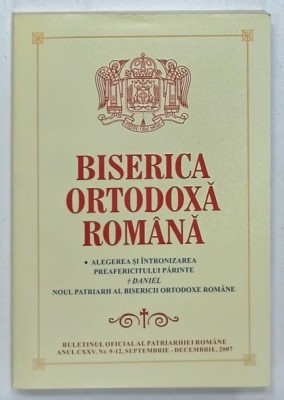 BISERICA
ORTODOXĂ
ROMÂNĂ
• ALEGEREA ȘI ÎNTRONIZAREA
PREAFERICITULUI PĂRINTE
† DANIEL
NOUL PATRIARH AL BISERICII ORTODOXE ROMÂNE
BULETINUL OFICIAL AL PATRIARHIEI ROMÂNE
ANUL CXXV, Nr. 9-12, SEPTEMBRIE - DECEMBRIE, 2007